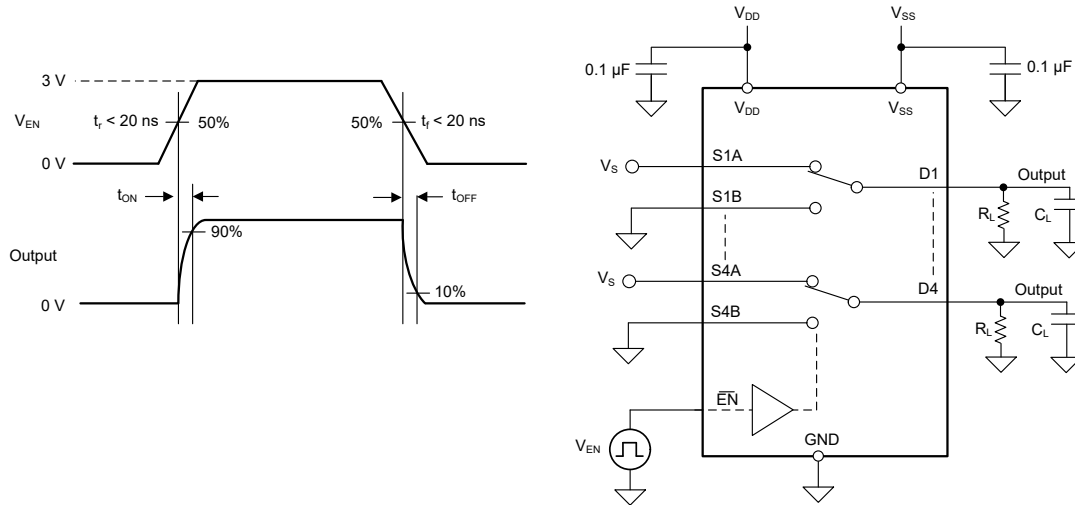 3 V
V_EN
t_r < 20 ns
50%
50%
t_f < 20 ns
0 V
t_ON
t_OFF
90%
Output
10%
0 V
V_DD
V_SS
0.1 µF
0.1 µF
V_DD
V_SS
V_S
S1A
D1
Output
S1B
R_L
C_L
V_S
S4A
D4
Output
S4B
R_L
C_L
E̅N̅
V_EN
GND